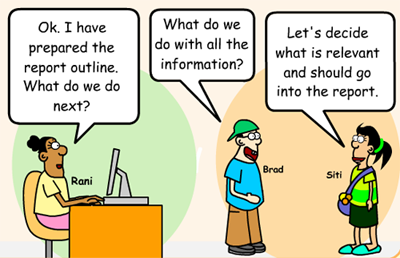 Ok. I have
prepared the
report outline.
What do we do
next?
What do we
do with all the
information?
Let's decide
what is relevant
and should go
into the report.
Rani
Brad
Siti